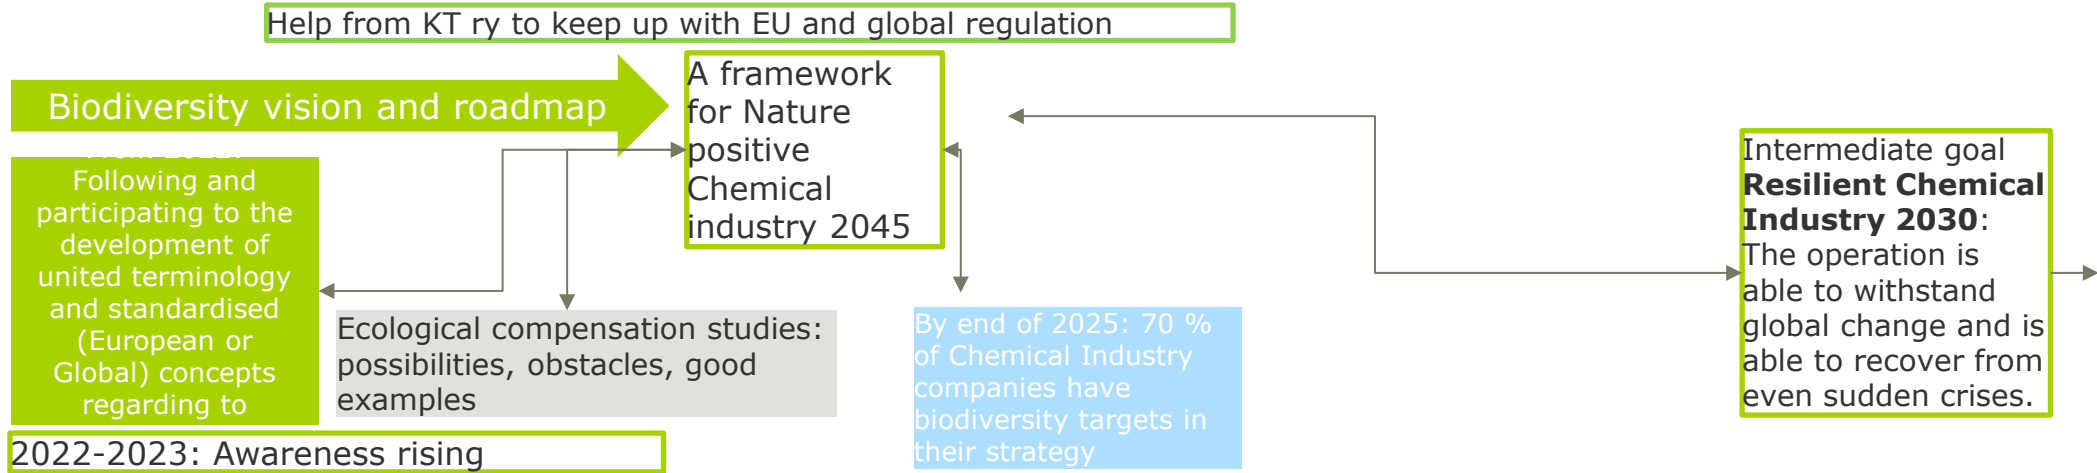 Help from KT ry to keep up with EU and global regulation
Biodiversity vision and roadmap
A framework
for Nature
positive
Chemical
industry 2045
Following and
participating to the
development of
united terminology
and standardised
(European or
Global) concepts
regarding to
Ecological compensation studies:
possibilities, obstacles, good
examples
By end of 2025: 70 %
of Chemical Industry
companies have
biodiversity targets in
their strategy
Intermediate goal
Resilient Chemical
Industry 2030:
The operation is
able to withstand
global change and is
able to recover from
even sudden crises.
2022-2023: Awareness rising